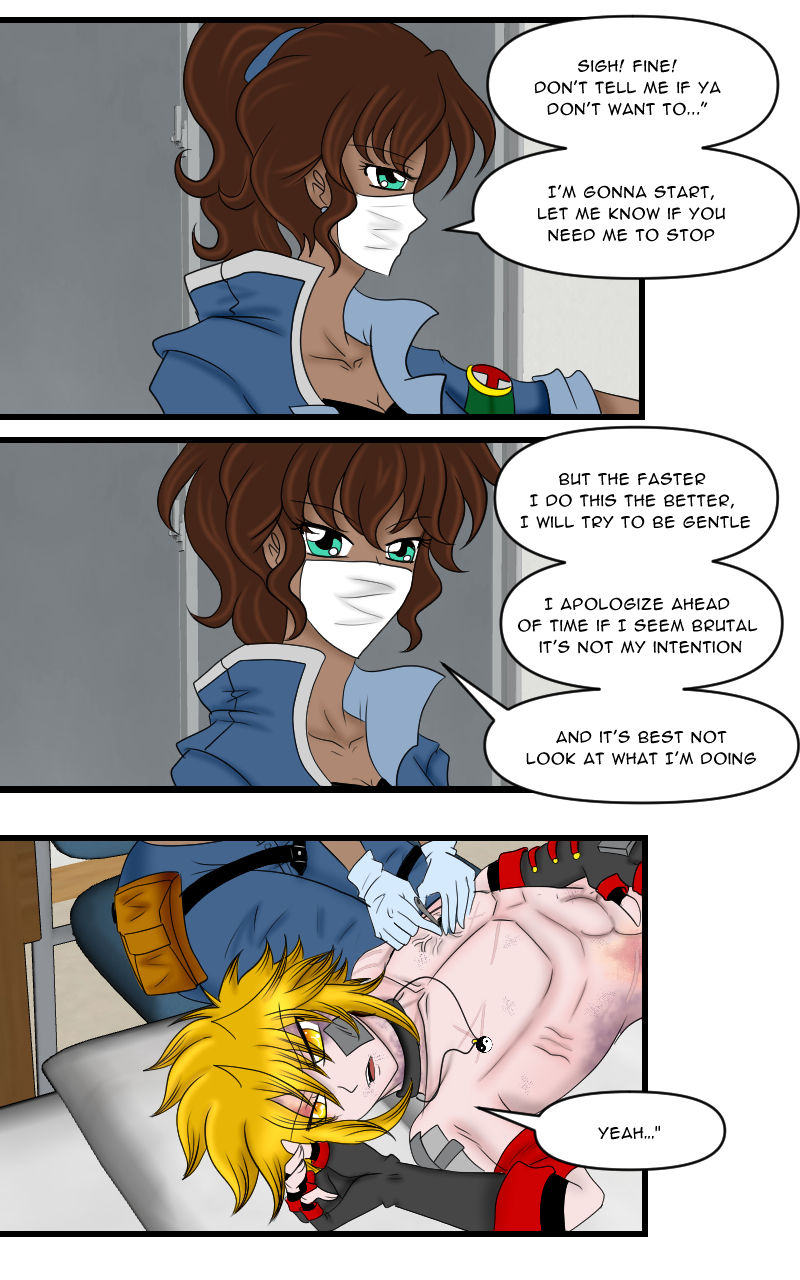 SIGH! FINE!
DON'T TELL ME IF YA
DON'T WANT TO..."
I'M GONNA START,
LET ME KNOW IF YOU
NEED ME TO STOP
BUT THE FASTER
I DO THIS THE BETTER,
I WILL TRY TO BE GENTLE
I APOLOGIZE AHEAD
OF TIME IF I SEEM BRUTAL
IT'S NOT MY INTENTION
AND IT'S BEST NOT
LOOK AT WHAT I'M DOING
YEAH..."